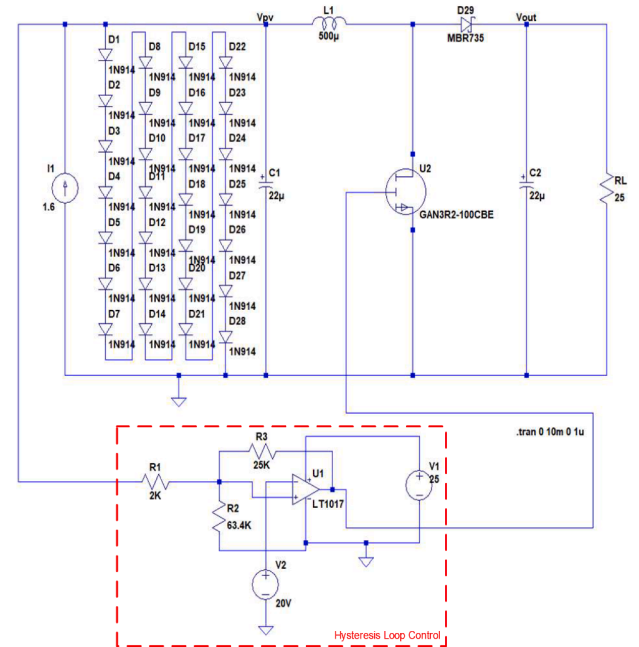 Vpv
L1
500µ
D29
MBR735
Vout
D1
1N914
D2
1N914
D3
1N914
D4
1N914
D5
1N914
D6
1N914
D7
1N914
D8
1N914
D9
1N914
D10
1N914
D11
1N914
D12
1N914
D13
1N914
D14
1N914
D15
1N914
D16
1N914
D17
1N914
D18
1N914
D19
1N914
D20
1N914
D21
1N914
D22
1N914
D23
1N914
D24
1N914
D25
1N914
D26
1N914
D27
1N914
D28
1N914
I1
1.6
C1
22µ
U2
GAN3R2-100CBE
C2
22µ
RL
25
.tran 0 10m 0 1u
R1
2K
R3
25K
R2
63.4K
U1
LT1017
V1
25
V2
20V
Hysteresis Loop Control